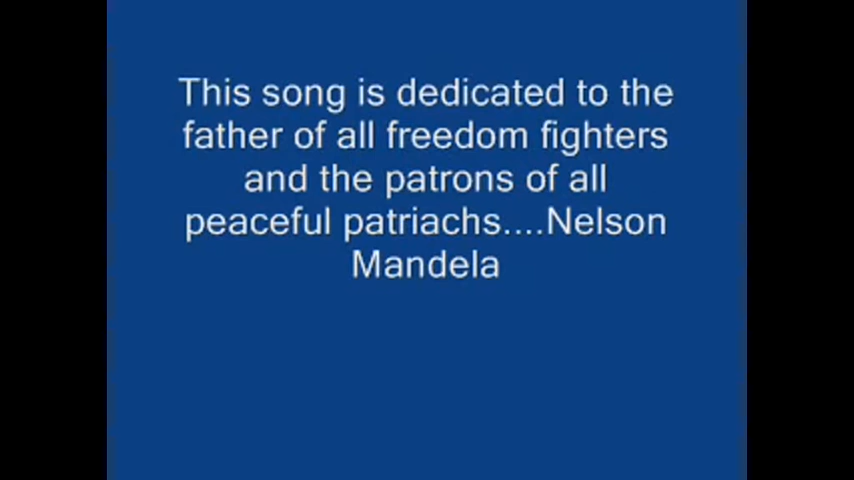 This song is dedicated to the
father of all freedom fighters
and the patrons of all
peaceful patriachs....Nelson
Mandela